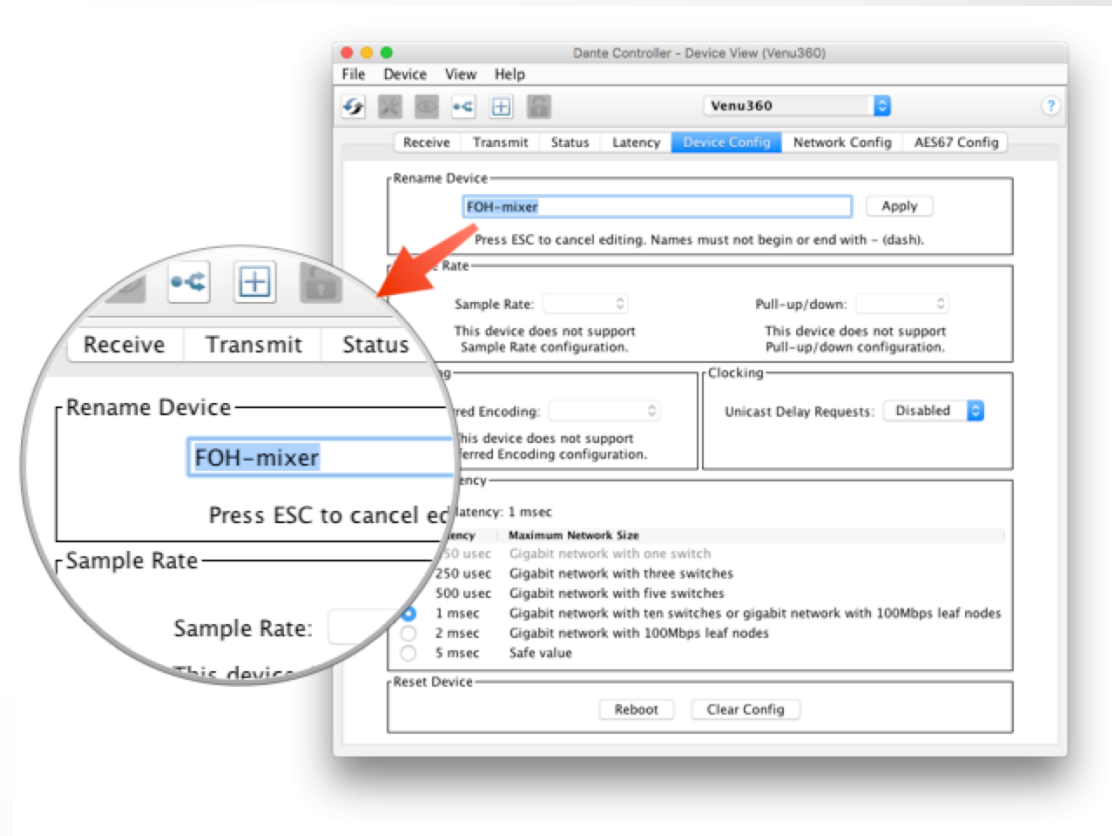 Dante Controller - Device View (Venu360)
File Device View Help
Venu360 ?
Receive Transmit Status Latency Device Config Network Config AES67 Config
Rename Device
FOH-mixer Apply
Press ESC to cancel editing. Names must not begin or end with - (dash).
Rate
Sample Rate: Pull-up/down:
This device does not support This device does not support
Sample Rate configuration. Pull-up/down configuration.
Clocking
Encoding: Unicast Delay Requests: Disabled
This device does not support
Encoding configuration.
latency: 1 msec
Maximum Network Size
usec Gigabit network with one switch
250 usec Gigabit network with three switches
500 usec Gigabit network with five switches
1 msec Gigabit network with ten switches or gigabit network with 100Mbps leaf nodes
2 msec Gigabit network with 100Mbps leaf nodes
5 msec Safe value
Reset Device
Reboot Clear Config
Receive Transmit Status
Rename Device
FOH-mixer
Press ESC to cancel
Sample Rate
Sample Rate:
This device